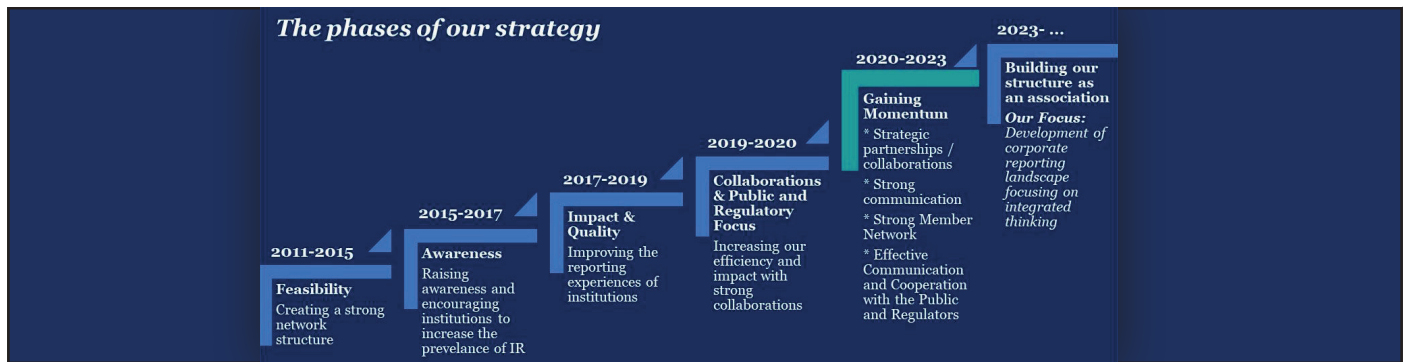 The phases of our strategy
2011-2015
Feasibility
Creating a strong
network
structure
2015-2017
Awareness
Raising
awareness and
encouraging
institutions to
increase the
prevelance of IR
2017-2019
Impact &
Quality
Improving the
reporting
experiences of
institutions
2019-2020
Collaborations
& Public and
Regulatory
Focus
Increasing our
efficiency and
impact with
strong
collaborations
2020-2023
Gaining
Momentum
* Strategic
partnerships /
collaborations
* Strong
communication
* Strong Member
Network
* Effective
Communication
and Cooperation
with the Public
and Regulators
2023- ...
Building our
structure as
an association
Our Focus:
Development of
corporate
reporting
landscape
focusing on
integrated
thinking